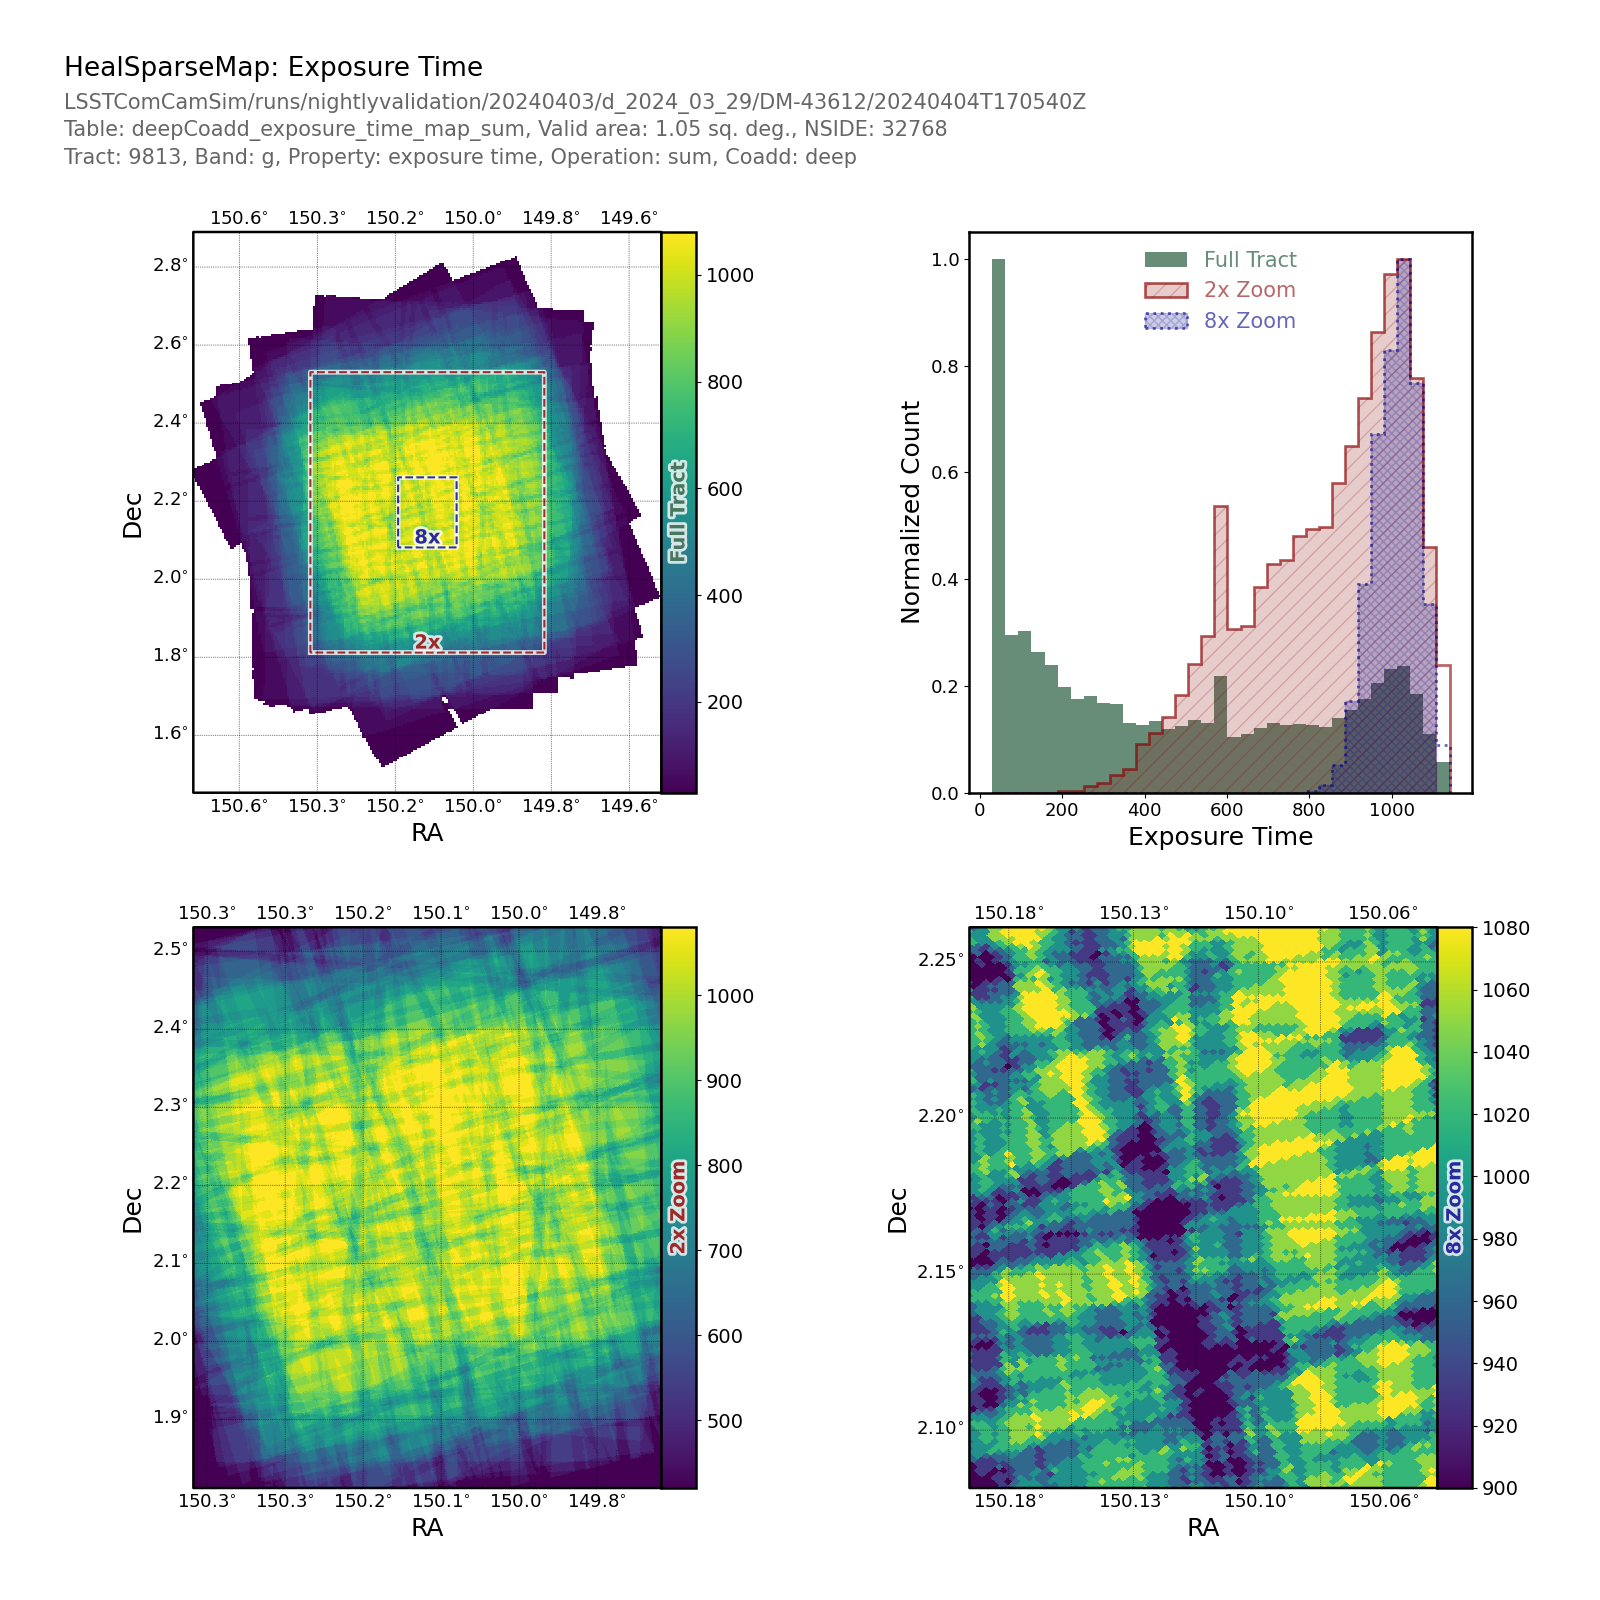 HealSparseMap: Exposure Time
LSSTComCamSim/runs/nightlyvalidation/20240403/d_2024_03_29/DM-43612/20240404T170540Z
Table: deepCoadd_exposure_time_map_sum, Valid area: 1.05 sq. deg., NSIDE: 32768
Tract: 9813, Band: g, Property: exposure time, Operation: sum, Coadd: deep
150.6° 150.3° 150.2° 150.0° 149.8° 149.6°
2.8°
2.6°
2.4°
2.2°
2.0°
1.8°
1.6°
Dec
8x
2x
150.6° 150.3° 150.2° 150.0° 149.8° 149.6°
RA
Full Tract
1000
800
600
400
200
Full Tract
2x Zoom
8x Zoom
1.0
0.8
0.6
0.4
0.2
0.0
Normalized Count
0 200 400 600 800 1000
Exposure Time
150.3° 150.3° 150.2° 150.1° 150.0° 149.8°
2.5°
2.4°
2.3°
2.2°
2.1°
2.0°
1.9°
Dec
150.3° 150.3° 150.2° 150.1° 150.0° 149.8°
RA
2x Zoom
1000
900
800
700
600
500
150.18° 150.13° 150.10° 150.06°
2.25°
2.20°
2.15°
2.10°
Dec
150.18° 150.13° 150.10° 150.06°
RA
8x Zoom
1080
1060
1040
1020
1000
980
960
940
920
900